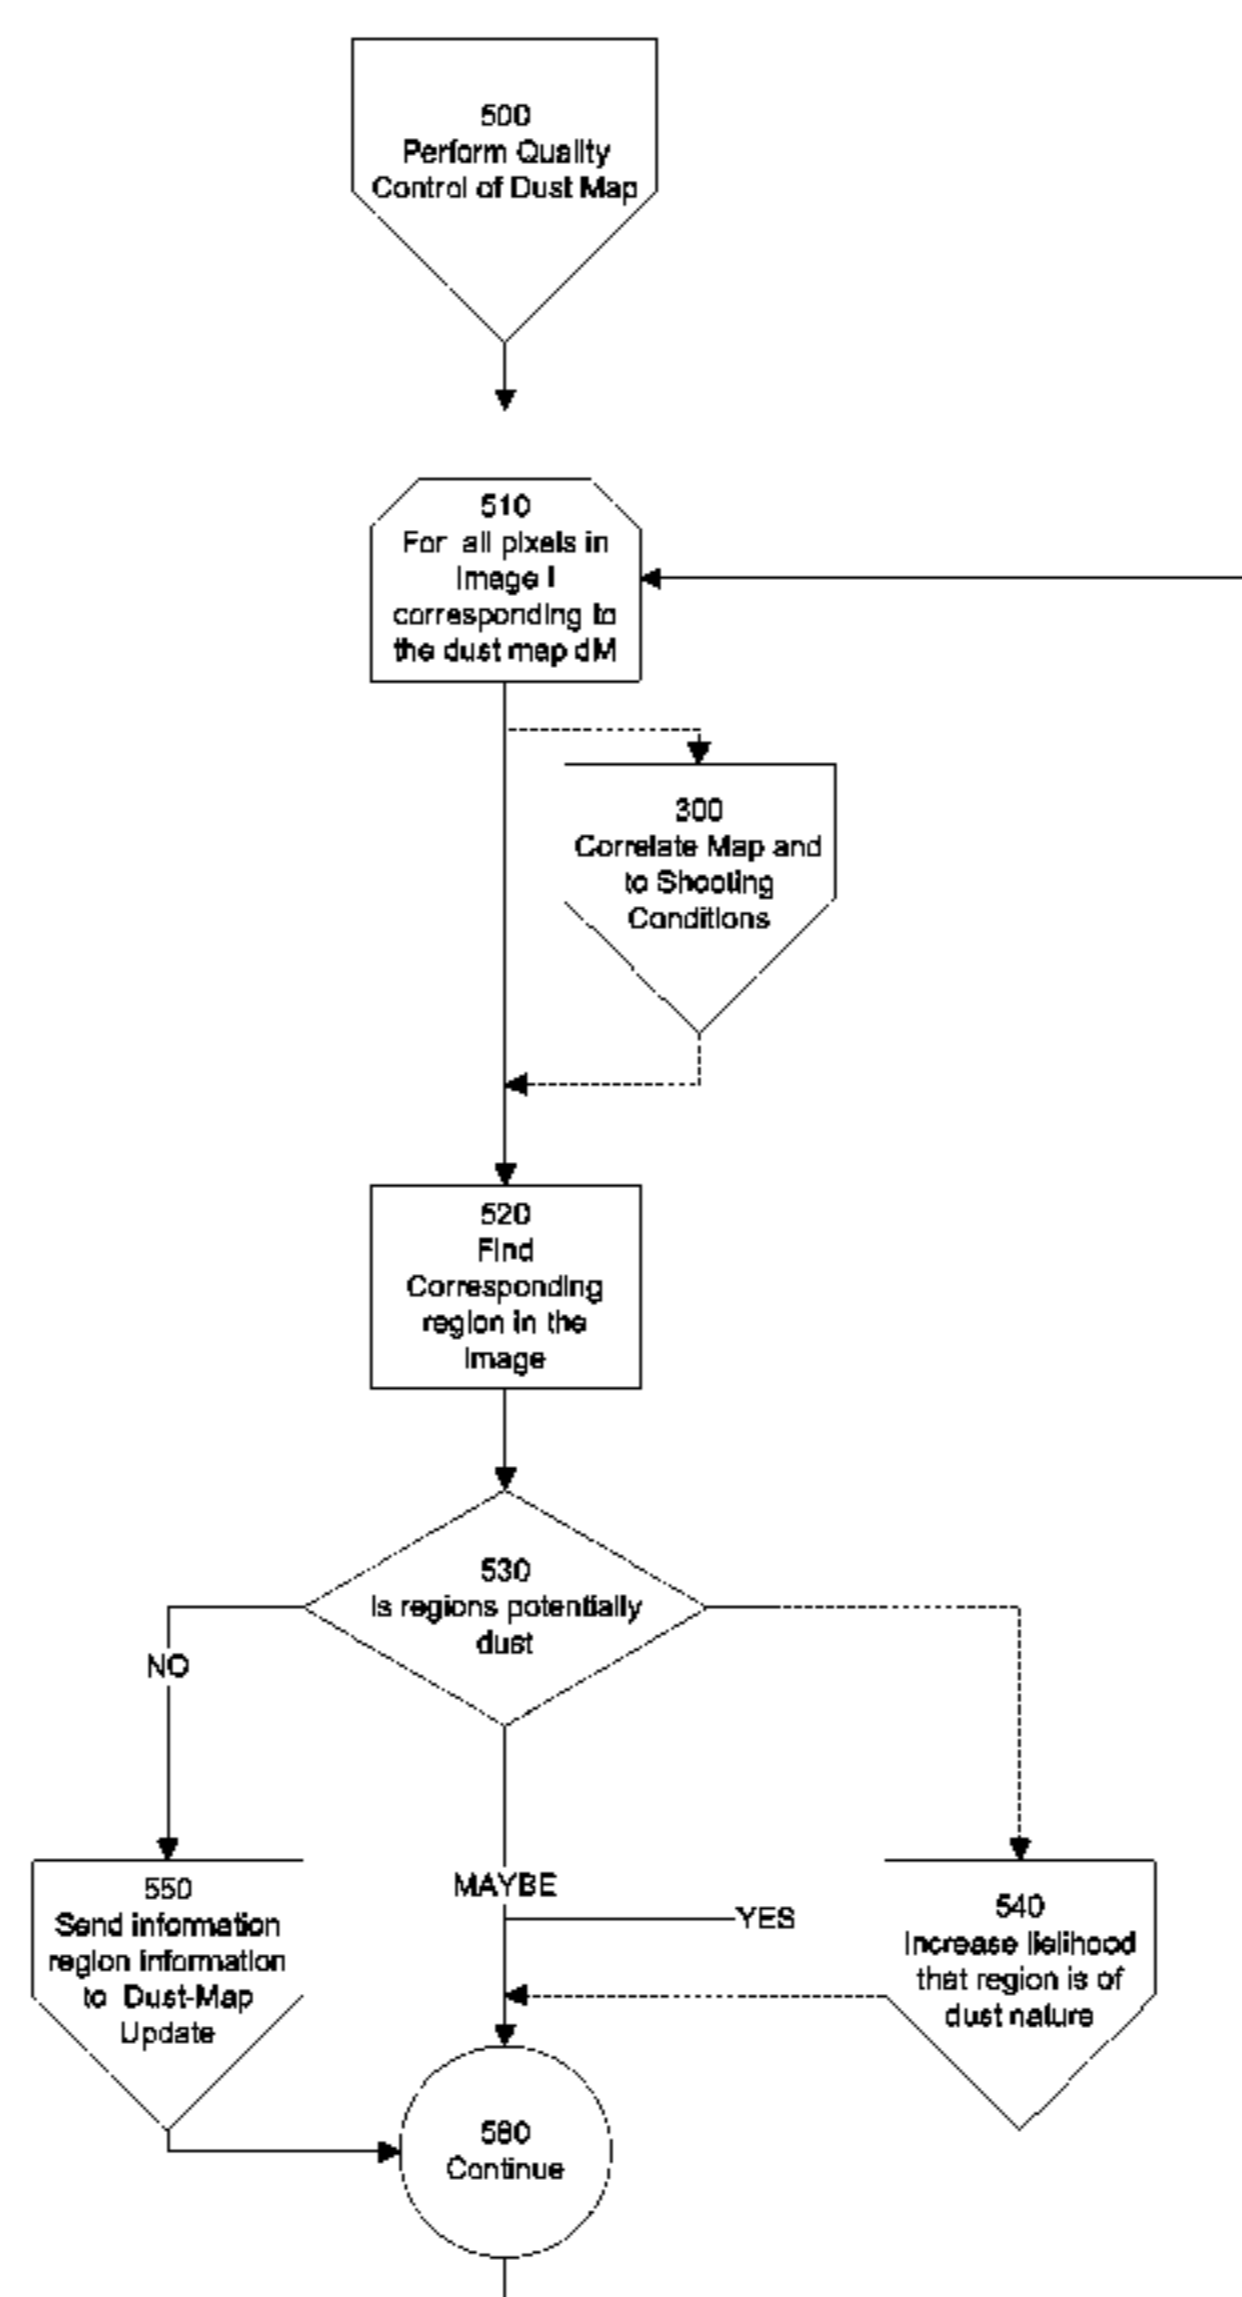 500
Perform Quality
Control of Dust Map
510
For all pixels in
Image I
corresponding to
the dust map dM
300
Correlate Map and
to Shooting
Conditions
520
Find
Corresponding
region in the
Image
530
Is regions potentially
dust
NO
MAYBE
YES
550
Send information
region information
to Dust-Map
Update
540
Increase lielihood
that region is of
dust nature
580
Continue